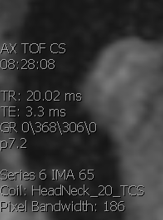 AX TOF CS
08:28:08
TR: 20.02 ms
TE: 3.3 ms
GR 0\368\306\0
p7.2
Series 6 IMA 65
Coil: HeadNeck_20_TCS
Pixel Bandwidth: 186